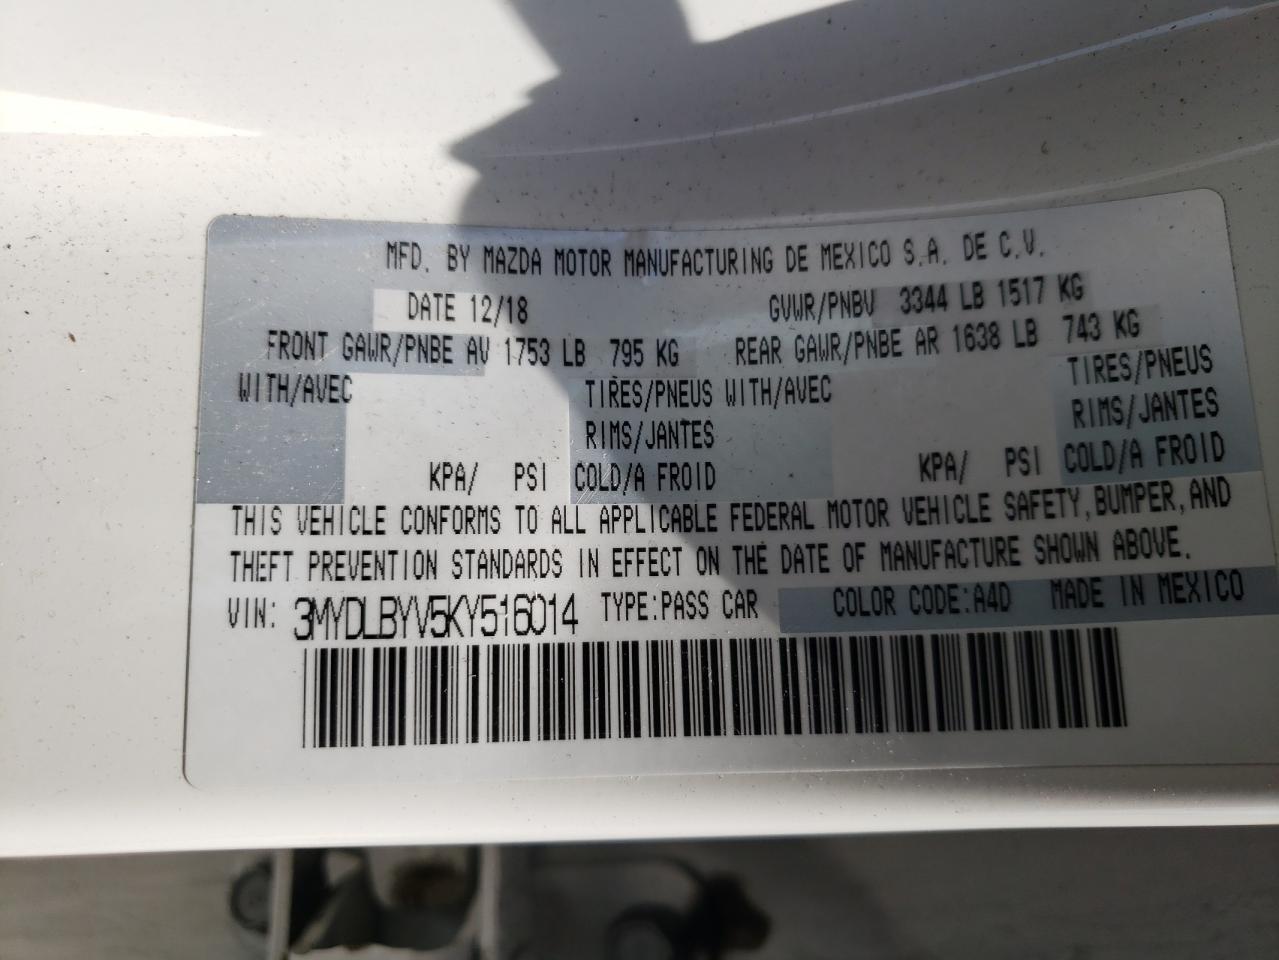 MFD. BY MAZDA MOTOR MANUFACTURING DE MEXICO S.A. DE C.V.
DATE 12/18 GVWR/PNBV 3344 LB 1517 KG
FRONT GAWR/PNBE AV 1753 LB 795 KG REAR GAWR/PNBE AR 1638 LB 743 KG
WITH/AVEC TIRES/PNEUS WITH/AVEC TIRES/PNEUS
RIMS/JANTES RIMS/JANTES
KPA/ PSI COLD/A FROID KPA/ PSI COLD/A FROID
THIS VEHICLE CONFORMS TO ALL APPLICABLE FEDERAL MOTOR VEHICLE SAFETY, BUMPER, AND
THEFT PREVENTION STANDARDS IN EFFECT ON THE DATE OF MANUFACTURE SHOWN ABOVE.
VIN: 3MYDLBYV5KY516014 TYPE:PASS CAR COLOR CODE:A4D MADE IN MEXICO